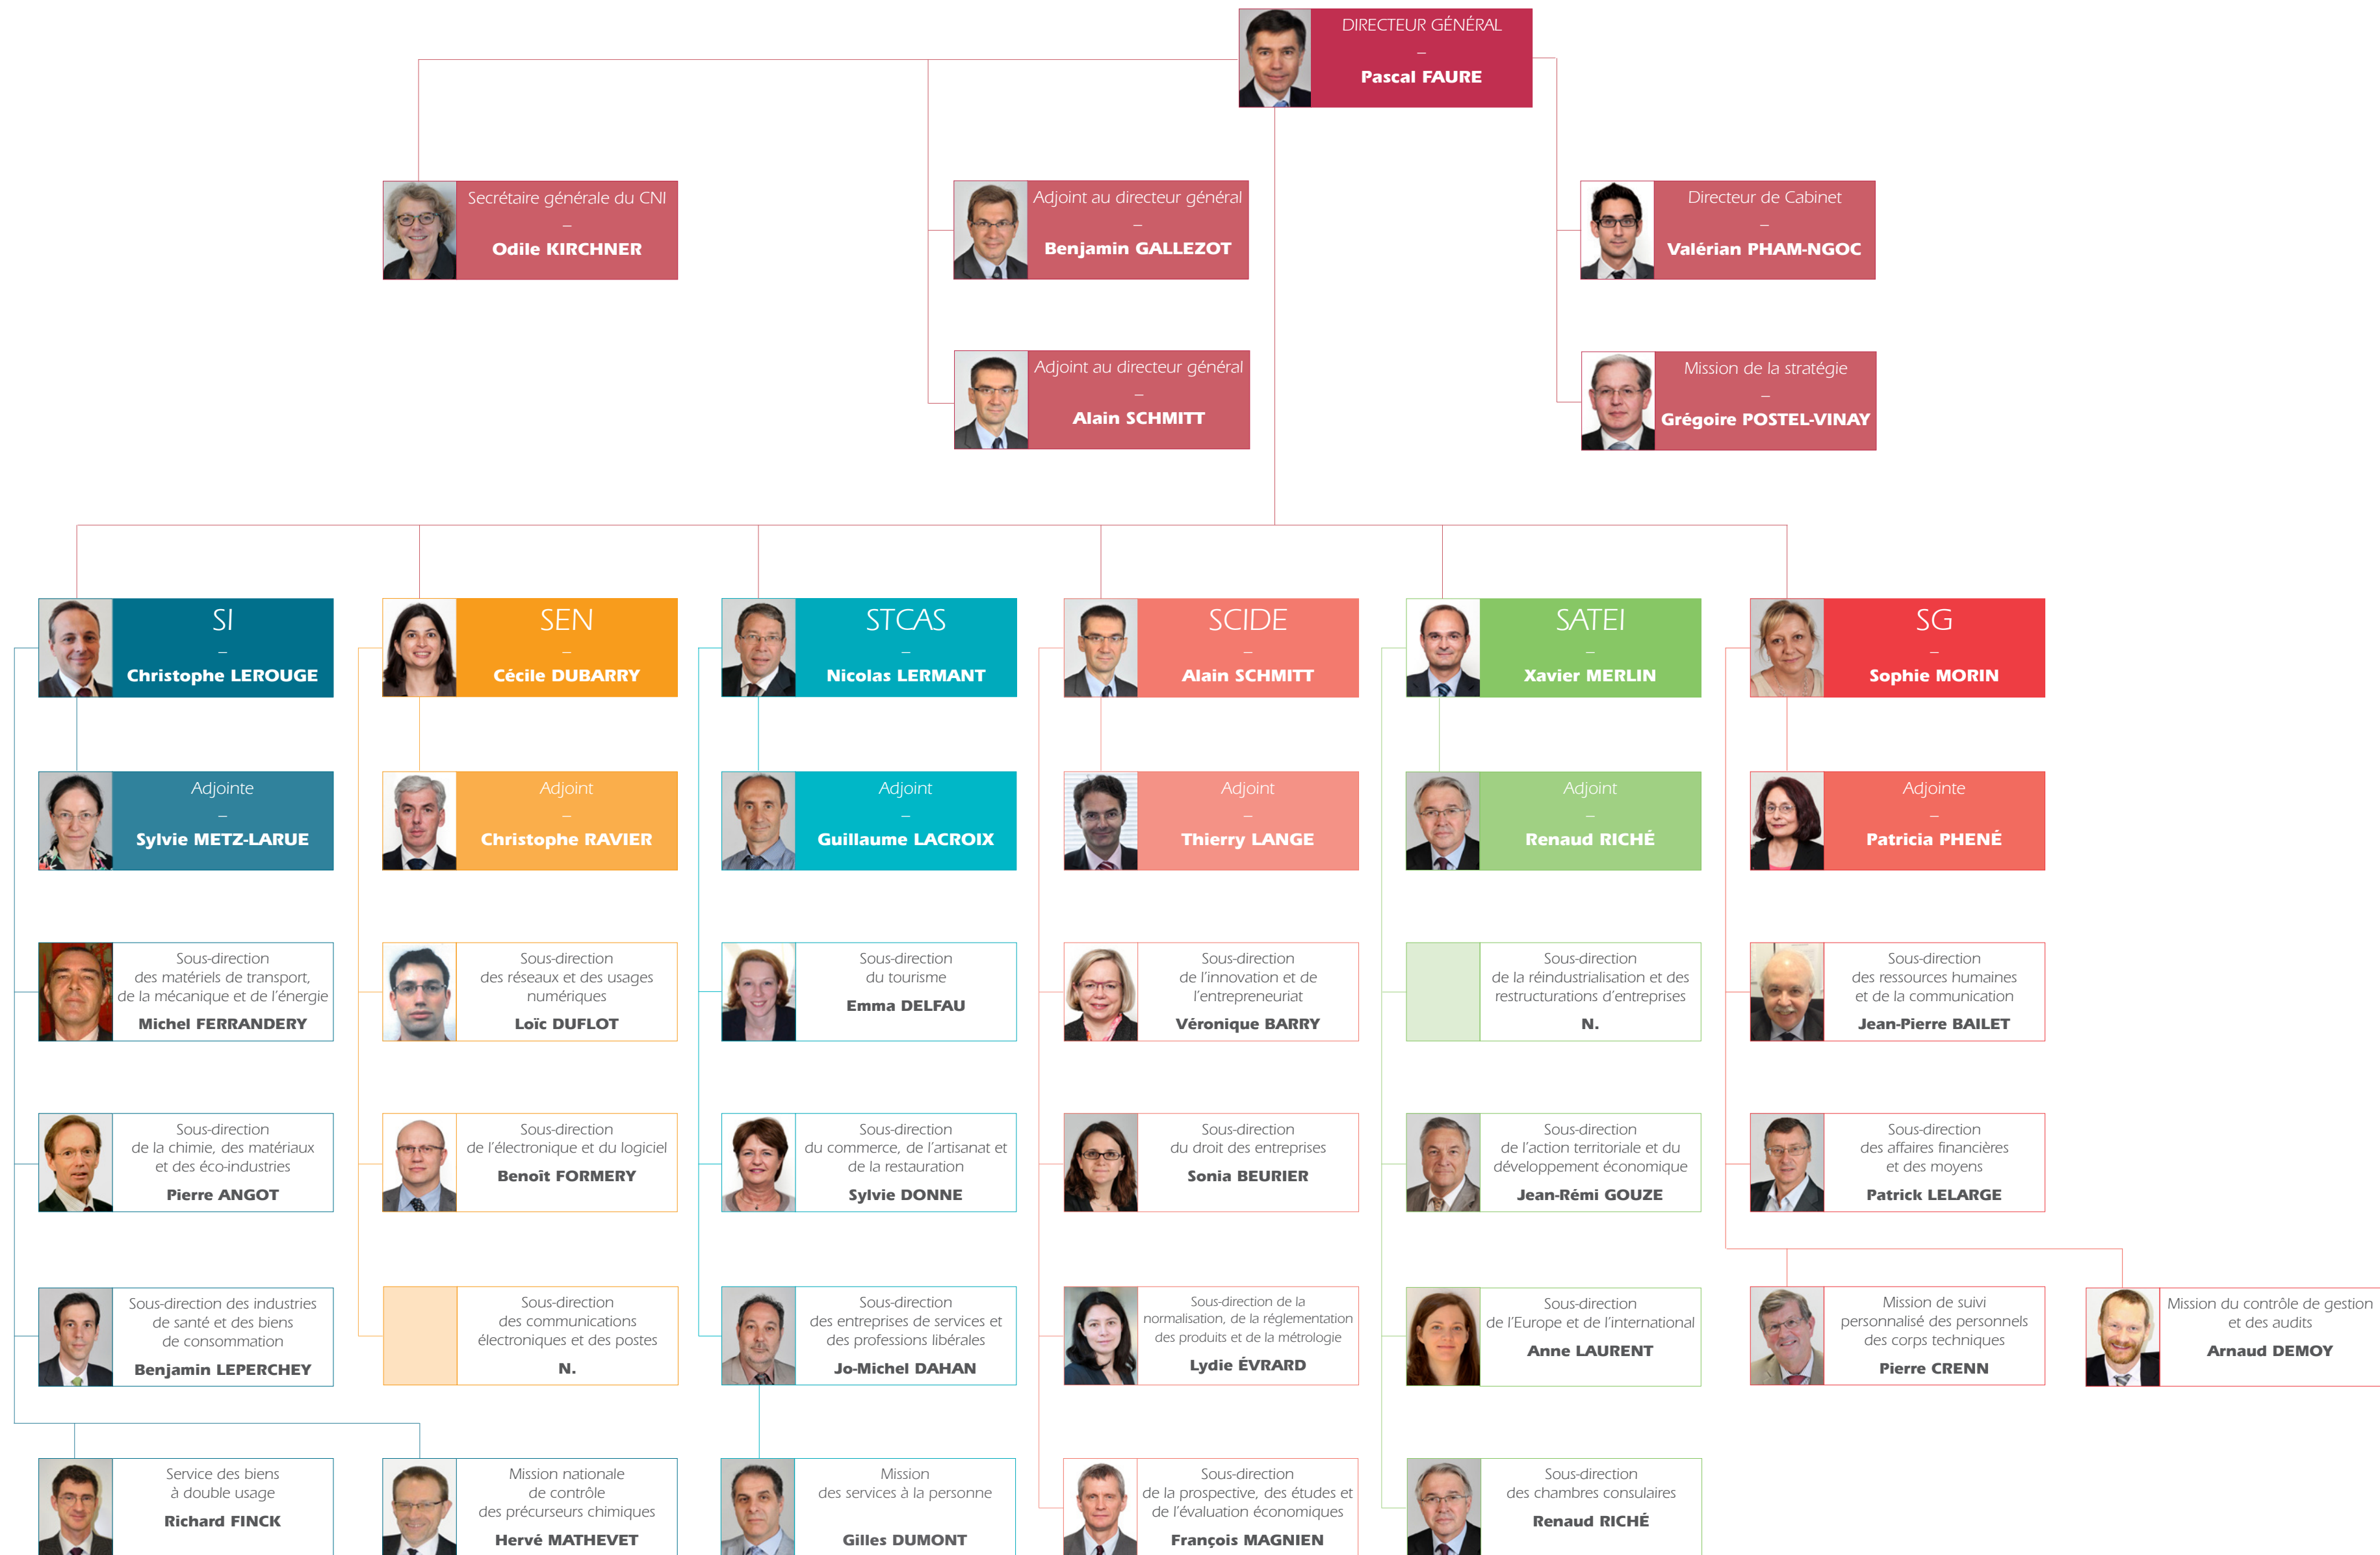 DIRECTEUR GÉNÉRAL
–
Pascal FAURE
Secrétaire générale du CNI
–
Odile KIRCHNER
Adjoint au directeur général
–
Benjamin GALLEZOT
Directeur de Cabinet
–
Valérian PHAM-NGOC
Adjoint au directeur général
–
Alain SCHMITT
Mission de la stratégie
–
Grégoire POSTEL-VINAY
SI
–
Christophe LEROUGE
SEN
–
Cécile DUBARRY
STCAS
–
Nicolas LERMANT
SCIDE
–
Alain SCHMITT
SATEI
–
Xavier MERLIN
SG
–
Sophie MORIN
Adjointe
–
Sylvie METZ-LARUE
Adjoint
–
Christophe RAVIER
Adjoint
–
Guillaume LACROIX
Adjoint
–
Thierry LANGE
Adjoint
–
Renaud RICHÉ
Adjointe
–
Patricia PHENÉ
Sous-direction
des matériels de transport,
de la mécanique et de l'énergie
Michel FERRANDERY
Sous-direction
des réseaux et des usages
numériques
Loïc DUFLOT
Sous-direction
du tourisme
Emma DELFAU
Sous-direction
de l'innovation et de
l'entrepreneuriat
Véronique BARRY
Sous-direction
de la réindustrialisation et des
restructurations d'entreprises
N.
Sous-direction
des ressources humaines
et de la communication
Jean-Pierre BAILET
Sous-direction
de la chimie, des matériaux
et des éco-industries
Pierre ANGOT
Sous-direction
de l'électronique et du logiciel
Benoît FORMERY
Sous-direction
du commerce, de l'artisanat et
de la restauration
Sylvie DONNE
Sous-direction
du droit des entreprises
Sonia BEURIER
Sous-direction
de l'action territoriale et du
développement économique
Jean-Rémi GOUZE
Sous-direction
des affaires financières
et des moyens
Patrick LELARGE
Sous-direction des industries
de santé et des biens
de consommation
Benjamin LEPERCHEY
Sous-direction
des communications
électroniques et des postes
N.
Sous-direction
des entreprises de services et
des professions libérales
Jo-Michel DAHAN
Sous-direction de la
normalisation, de la réglementation
des produits et de la métrologie
Lydie ÉVRARD
Sous-direction
de l'Europe et de l'international
Anne LAURENT
Mission de suivi
personnalisé des personnels
des corps techniques
Pierre CRENN
Mission du contrôle de gestion
et des audits
Arnaud DEMOY
Service des biens
à double usage
Richard FINCK
Mission nationale
de contrôle
des précurseurs chimiques
Hervé MATHEVET
Mission
des services à la personne
Gilles DUMONT
Sous-direction
de la prospective, des études et
de l'évaluation économiques
François MAGNIEN
Sous-direction
des chambres consulaires
Renaud RICHÉ